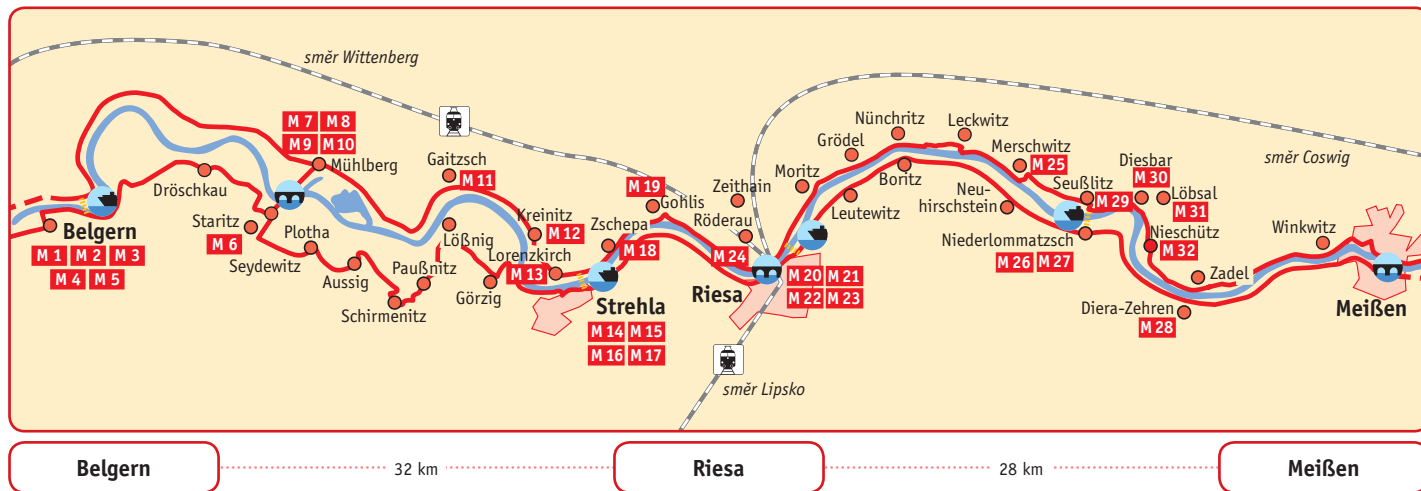 směr Wittenberg
M 7 M 8
M 9 M 10
Mühlberg
Dröschkau
Belgern
M 1 M 2 M 3
M 4 M 5
Staritz
M 6
Plotha
Seydewitz
Aussig
Schirmenitz
Paußnitz
Gaitzsch
M 11
Lößnig
Görzig
Kreinitz
M 12
Lorenzkirch
M 13
Zschepa
M 18
Strehla
M 14 M 15
M 16 M 17
M 19
Gohlis
Zeithain
Röderau
M 24
Riesa
M 20 M 21
M 22 M 23
směr Lipsko
Moritz
Grödel
Nünchritz
Leckwitz
Boritz
Leutewitz
Merschwitz
M 25
Neu-
hirschstein
Seußlitz
M 29
Niederlommatzsch
M 26 M 27
Diesbar
M 30
Löbsal
M 31
Nieschütz
M 32
směr Coswig
Zadel
Diera-Zehren
M 28
Winkwitz
Meißen
Belgern
32 km
Riesa
28 km
Meißen